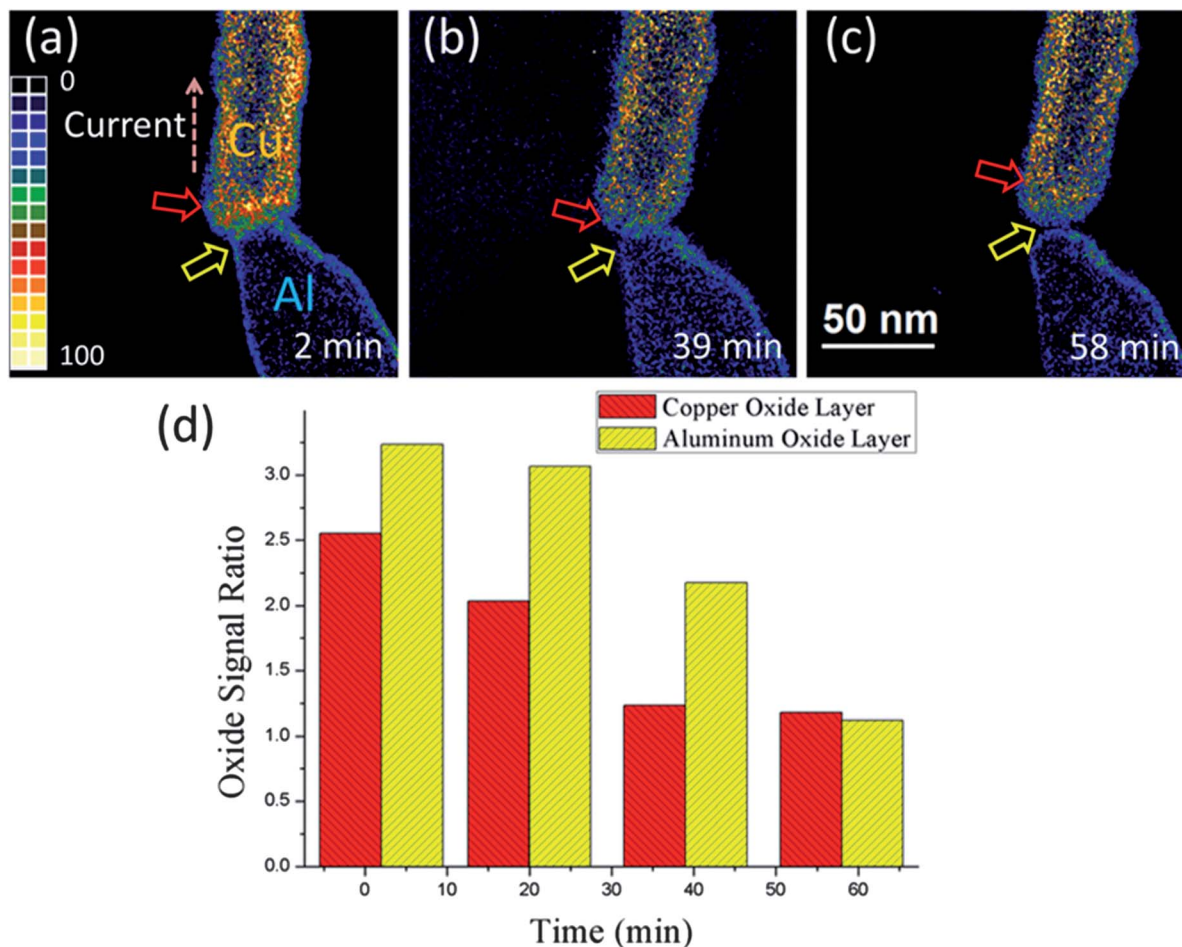 (a)
0
Current
Cu
Al
100
2 min
(b)
39 min
(c)
50 nm
58 min
(d)
Copper Oxide Layer
Aluminum Oxide Layer
Oxide Signal Ratio
3.0
2.5
2.0
1.5
1.0
0.5
0.0
0 10 20 30 40 50 60
Time (min)